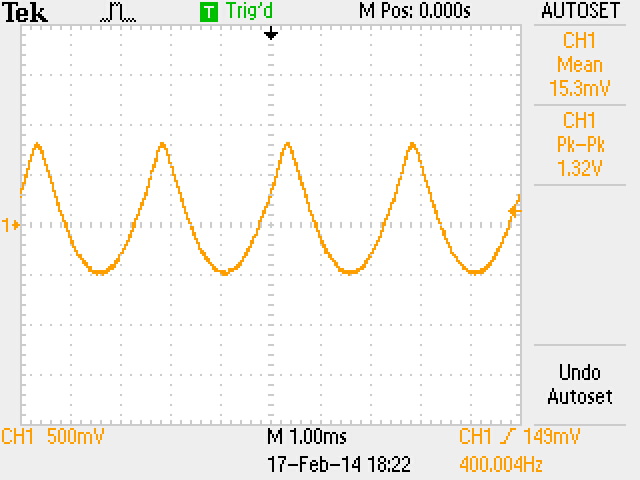 Tek T Trig'd M Pos: 0.000s AUTOSET
CH1
Mean
15.3mV
CH1
Pk-Pk
1.32V
1
Undo
Autoset
CH1 500mV M 1.00ms CH1 149mV
17-Feb-14 18:22 400.004Hz